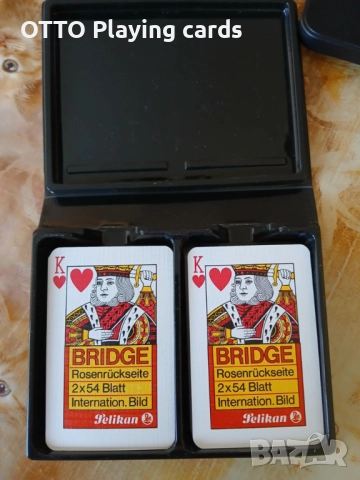 OTTO Playing cards
K
BRIDGE
Rosenrückseite
2x54 Blatt
Internation. Bild
Pelikan
K
BRIDGE
Rosenrückseite
2x54 Blatt
Internation. Bild
Pelikan
bazar